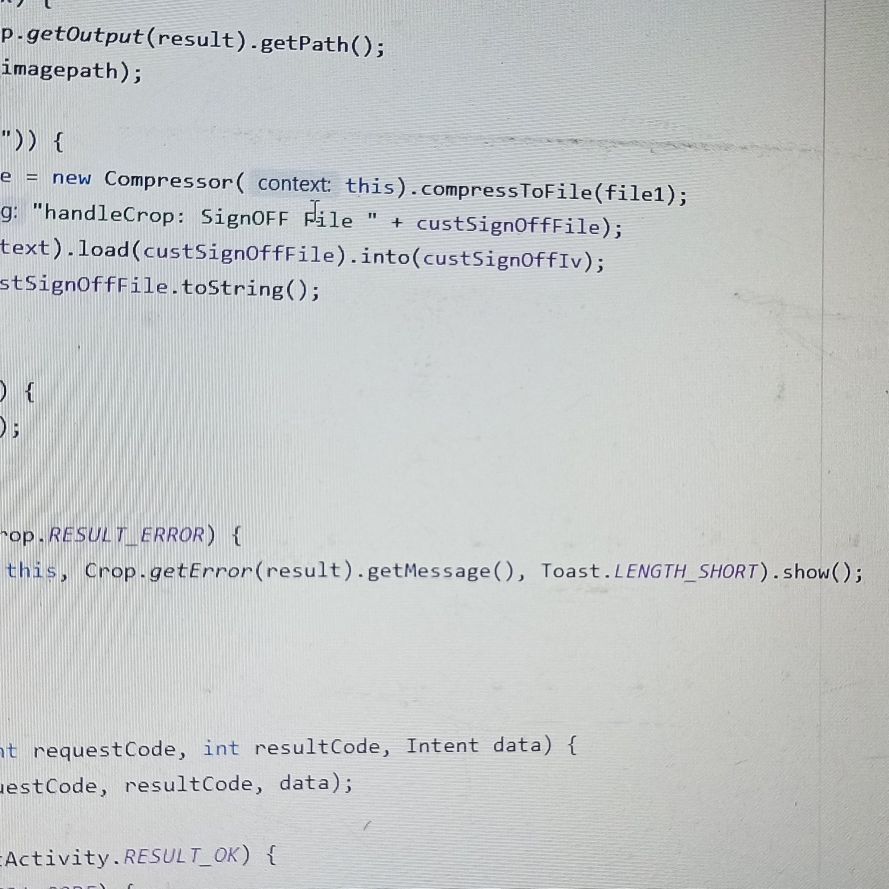 p.getOutput(result).getPath();
imagepath);
")) {
e = new Compressor( context: this).compressToFile(file1);
g: "handleCrop: SignOFF File " + custSignOffFile);
text).load(custSignOffFile).into(custSignOffIv);
stSignOffFile.toString();
) {
);
rop.RESULT_ERROR) {
this, Crop.getError(result).getMessage(), Toast.LENGTH_SHORT).show();
nt requestCode, int resultCode, Intent data) {
uestCode, resultCode, data);
tActivity.RESULT_OK) {